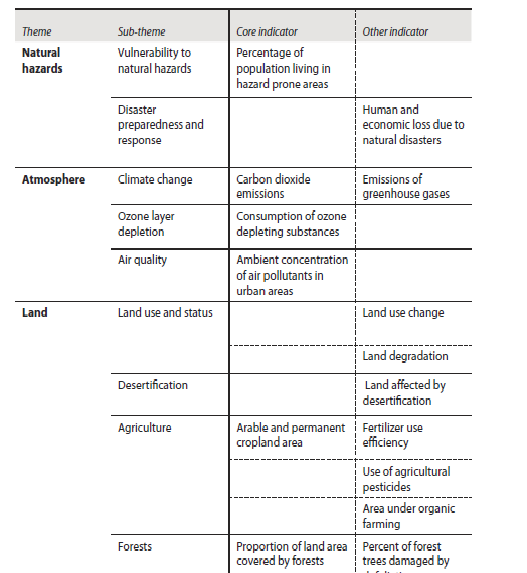 Theme Sub-theme Core indicator Other indicator
Natural hazards
Vulnerability to natural hazards
Percentage of population living in hazard prone areas
Disaster preparedness and response
Human and economic loss due to natural disasters
Atmosphere
Climate change
Carbon dioxide emissions
Emissions of greenhouse gases
Ozone layer depletion
Consumption of ozone depleting substances
Air quality
Ambient concentration of air pollutants in urban areas
Land
Land use and status
Land use change
Land degradation
Desertification
Land affected by desertification
Agriculture
Arable and permanent cropland area
Fertilizer use efficiency
Use of agricultural pesticides
Area under organic farming
Forests
Proportion of land area covered by forests
Percent of forest trees damaged by